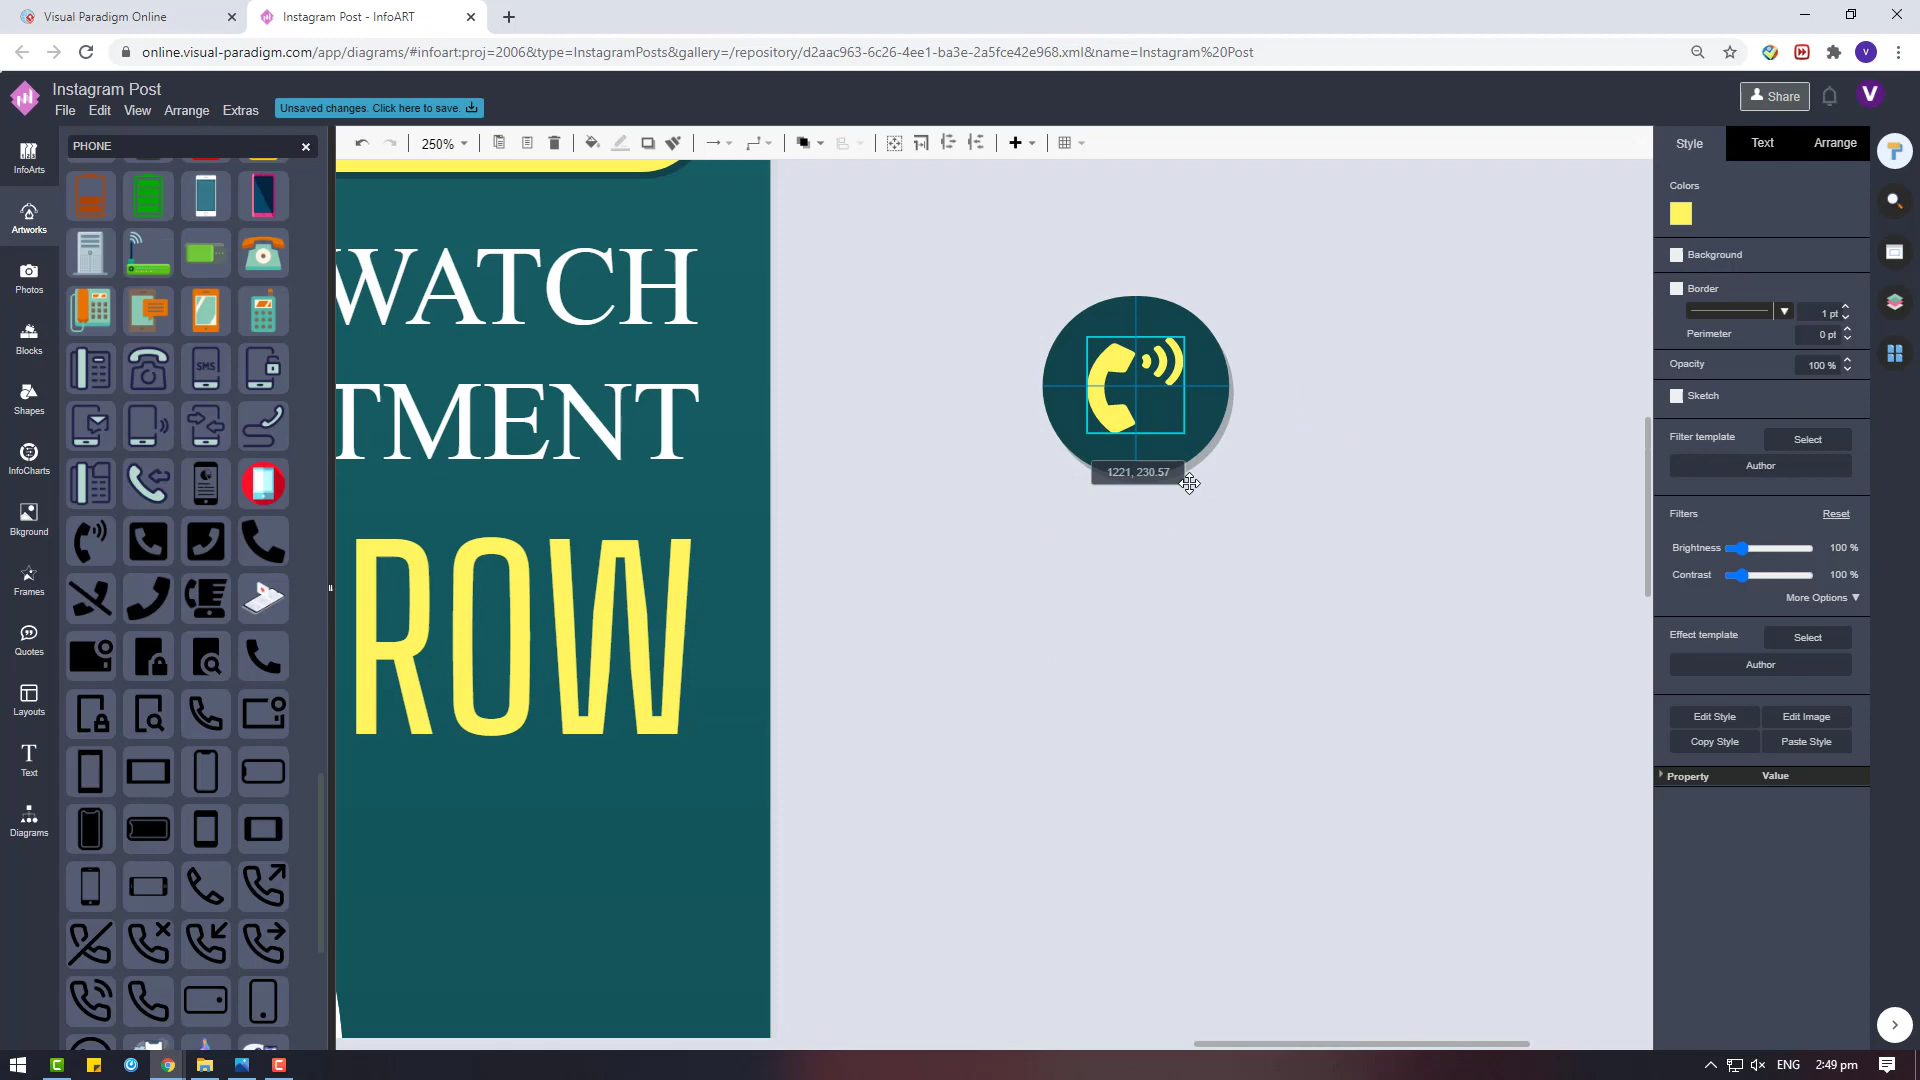 Visual Paradigm Online
Instagram Post - InfoART
online.visual-paradigm.com/app/diagrams/#infoart:proj=2006&type=InstagramPosts&gallery=/repository/d2aac963-6c26-4ee1-ba3e-2a5fce42e968.xml&name=Instagram%20Post
V
Instagram Post
File Edit View Arrange Extras
Unsaved changes. Click here to save.
Share
V
InfoArts
Artworks
Photos
Blocks
Shapes
InfoCharts
Bkground
Frames
Quotes
Layouts
Text
Diagrams
PHONE
SMS
250%
WATCH
TMENT
ROW
1221, 230.57
Style Text Arrange
Colors
Background
Border
1 pt
Perimeter 0 pt
Opacity 100 %
Sketch
Filter template Select
Author
Filters Reset
Brightness 100 %
Contrast 100 %
More Options ▼
Effect template Select
Author
Edit Style Edit Image
Copy Style Paste Style
Property Value
ENG 2:49 pm